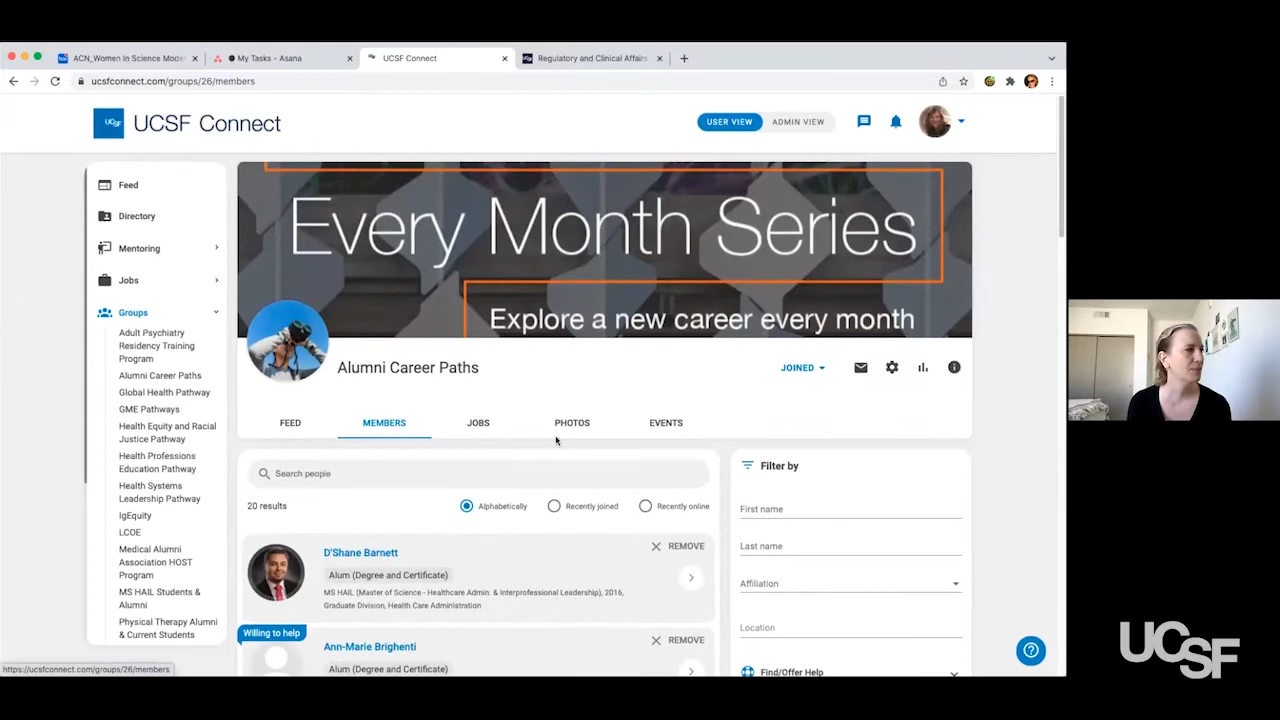 ACN_Women in Science Mode
My Tasks - Asana
UCSF Connect
Regulatory and Clinical Affairs
ucsfconnect.com/groups/26/members
UCSF
UCSF Connect
USER VIEW
ADMIN VIEW
Feed
Directory
Mentoring
Jobs
Groups
Adult Psychiatry
Residency Training
Program
Alumni Career Paths
Global Health Pathway
GME Pathways
Health Equity and Racial
Justice Pathway
Health Professions
Education Pathway
Health Systems
Leadership Pathway
IgEquity
LCOE
Medical Alumni
Association HOST
Program
MS HAIL Students &
Alumni
Physical Therapy Alumni
& Current Students
Every Month Series
Explore a new career every month
Alumni Career Paths
JOINED
FEED
MEMBERS
JOBS
PHOTOS
EVENTS
Search people
20 results
Alphabetically
Recently joined
Recently online
D'Shane Barnett
REMOVE
Alum (Degree and Certificate)
MS HAIL (Master of Science - Healthcare Admin. & Interprofessional Leadership), 2016,
Graduate Division, Health Care Administration
Willing to help
Ann-Marie Brighenti
REMOVE
Alum (Degree and Certificate)
Filter by
First name
Last name
Affiliation
Location
Find/Offer Help
https://ucsfconnect.com/groups/26/members
UCSF